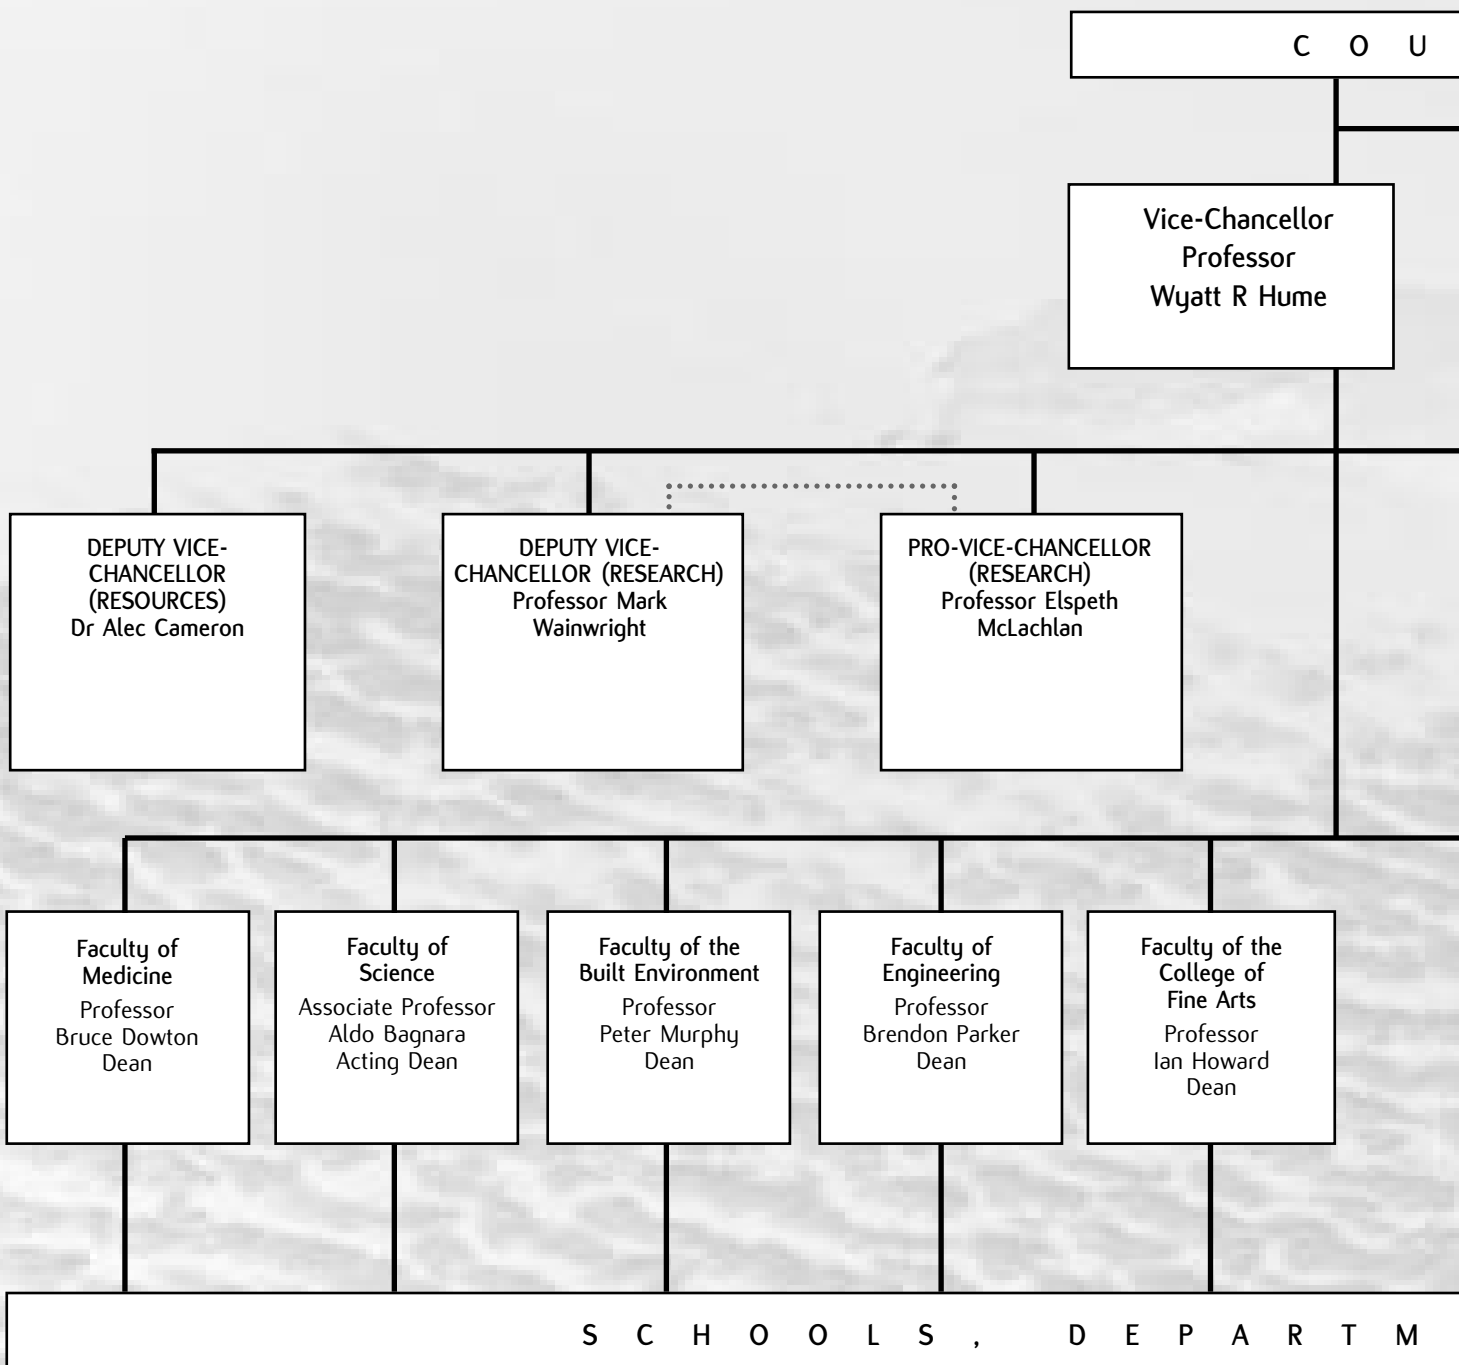 C O U
Vice-Chancellor
Professor
Wyatt R Hume
DEPUTY VICE-
CHANCELLOR
(RESOURCES)
Dr Alec Cameron
DEPUTY VICE-
CHANCELLOR (RESEARCH)
Professor Mark
Wainwright
PRO-VICE-CHANCELLOR
(RESEARCH)
Professor Elspeth
McLachlan
Faculty of
Medicine
Professor
Bruce Dowton
Dean
Faculty of
Science
Associate Professor
Aldo Bagnara
Acting Dean
Faculty of the
Built Environment
Professor
Peter Murphy
Dean
Faculty of
Engineering
Professor
Brendon Parker
Dean
Faculty of the
College of
Fine Arts
Professor
Ian Howard
Dean
S C H O O L S , D E P A R T M